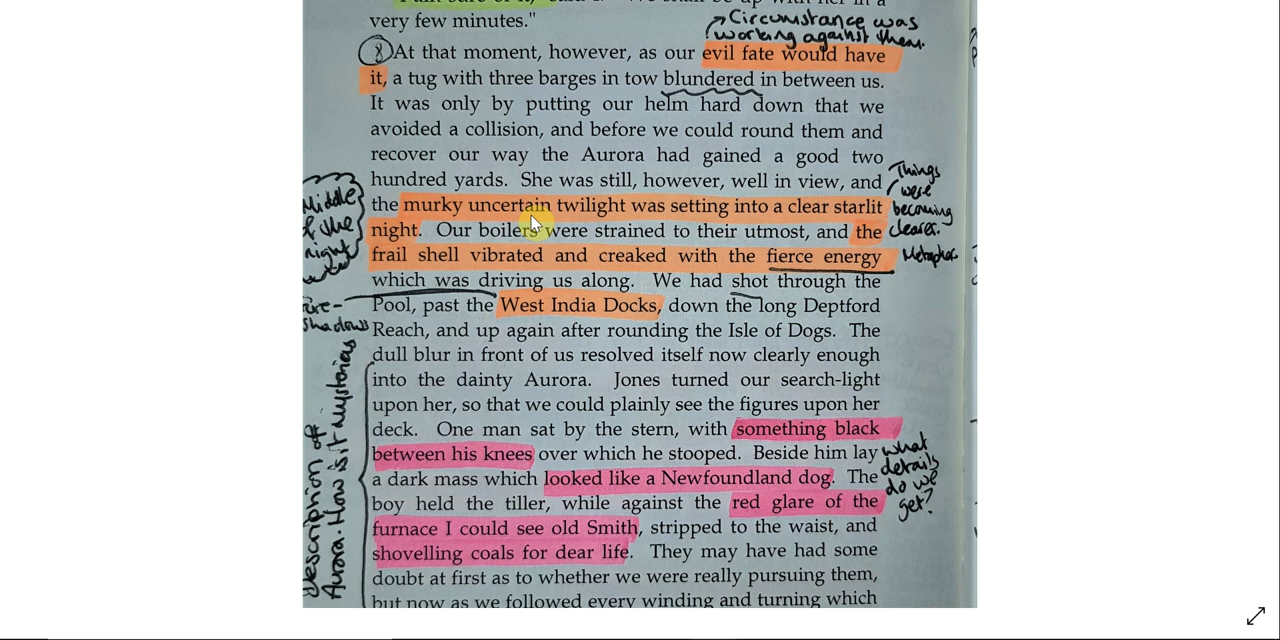 very few minutes."
Circumstance was
working against them.
8 At that moment, however, as our evil fate would have
it, a tug with three barges in tow blundered in between us.
It was only by putting our helm hard down that we
avoided a collision, and before we could round them and
recover our way the Aurora had gained a good two
hundred yards. She was still, however, well in view, and
the murky uncertain twilight was setting into a clear starlit
night. Our boilers were strained to their utmost, and the
frail shell vibrated and creaked with the fierce energy
which was driving us along. We had shot through the
Pool, past the West India Docks, down the long Deptford
Reach, and up again after rounding the Isle of Dogs. The
dull blur in front of us resolved itself now clearly enough
into the dainty Aurora. Jones turned our search-light
upon her, so that we could plainly see the figures upon her
deck. One man sat by the stern, with something black
between his knees over which he stooped. Beside him lay
a dark mass which looked like a Newfoundland dog. The
boy held the tiller, while against the red glare of the
furnace I could see old Smith, stripped to the waist, and
shovelling coals for dear life. They may have had some
doubt at first as to whether we were really pursuing them,
but now as we followed every winding and turning which
Things
were
becoming
clearer.
Metaphor.
Middle
of the
night
shadows
Description of
Aurora. How is it mysterious
what
details
do we
get?